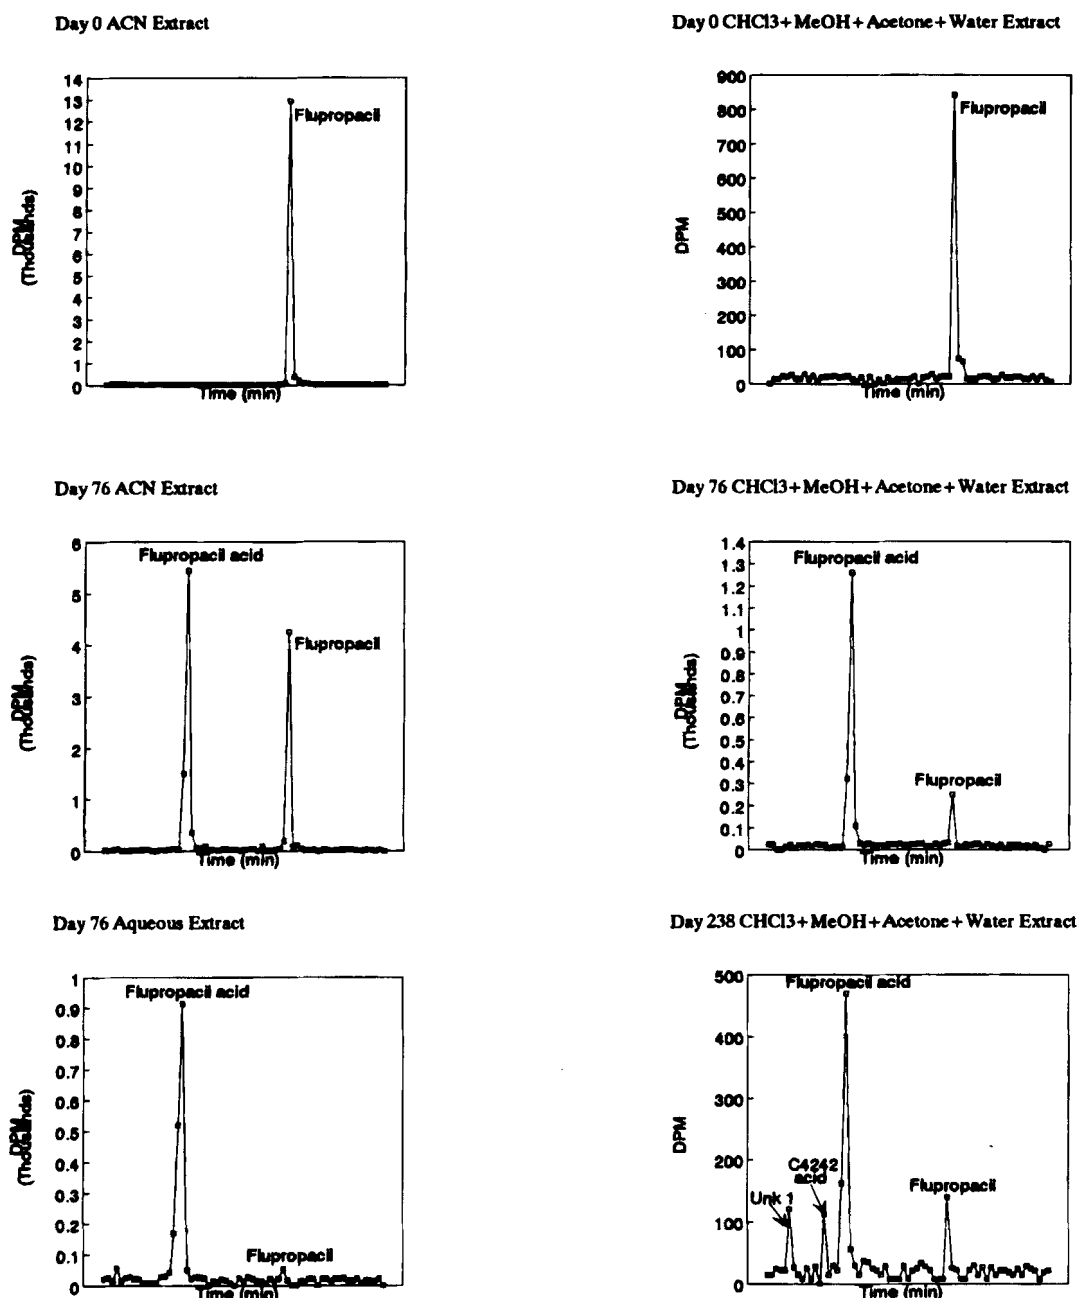 Day 0 ACN Extract
14
13
12
11
10
9
8
7
6
5
4
3
2
1
0
DPM
(Thousands)
Flupropacil
Time (min)
Day 0 CHCl3+MeOH+Acetone+Water Extract
900
800
700
600
500
400
300
200
100
0
DPM
Flupropacil
Time (min)
Day 76 ACN Extract
6
5
4
3
2
1
0
DPM
(Thousands)
Flupropacil acid
Flupropacil
Time (min)
Day 76 CHCl3+MeOH+Acetone+Water Extract
1.4
1.3
1.2
1.1
1
0.9
0.8
0.7
0.6
0.5
0.4
0.3
0.2
0.1
0
DPM
(Thousands)
Flupropacil acid
Flupropacil
Time (min)
Day 76 Aqueous Extract
1
0.9
0.8
0.7
0.6
0.5
0.4
0.3
0.2
0.1
0
DPM
(Thousands)
Flupropacil acid
Flupropacil
Time (min)
Day 238 CHCl3+MeOH+Acetone+Water Extract
500
400
300
200
100
0
DPM
Flupropacil acid
C4242
acid
Unk 1
Flupropacil
Time (min)